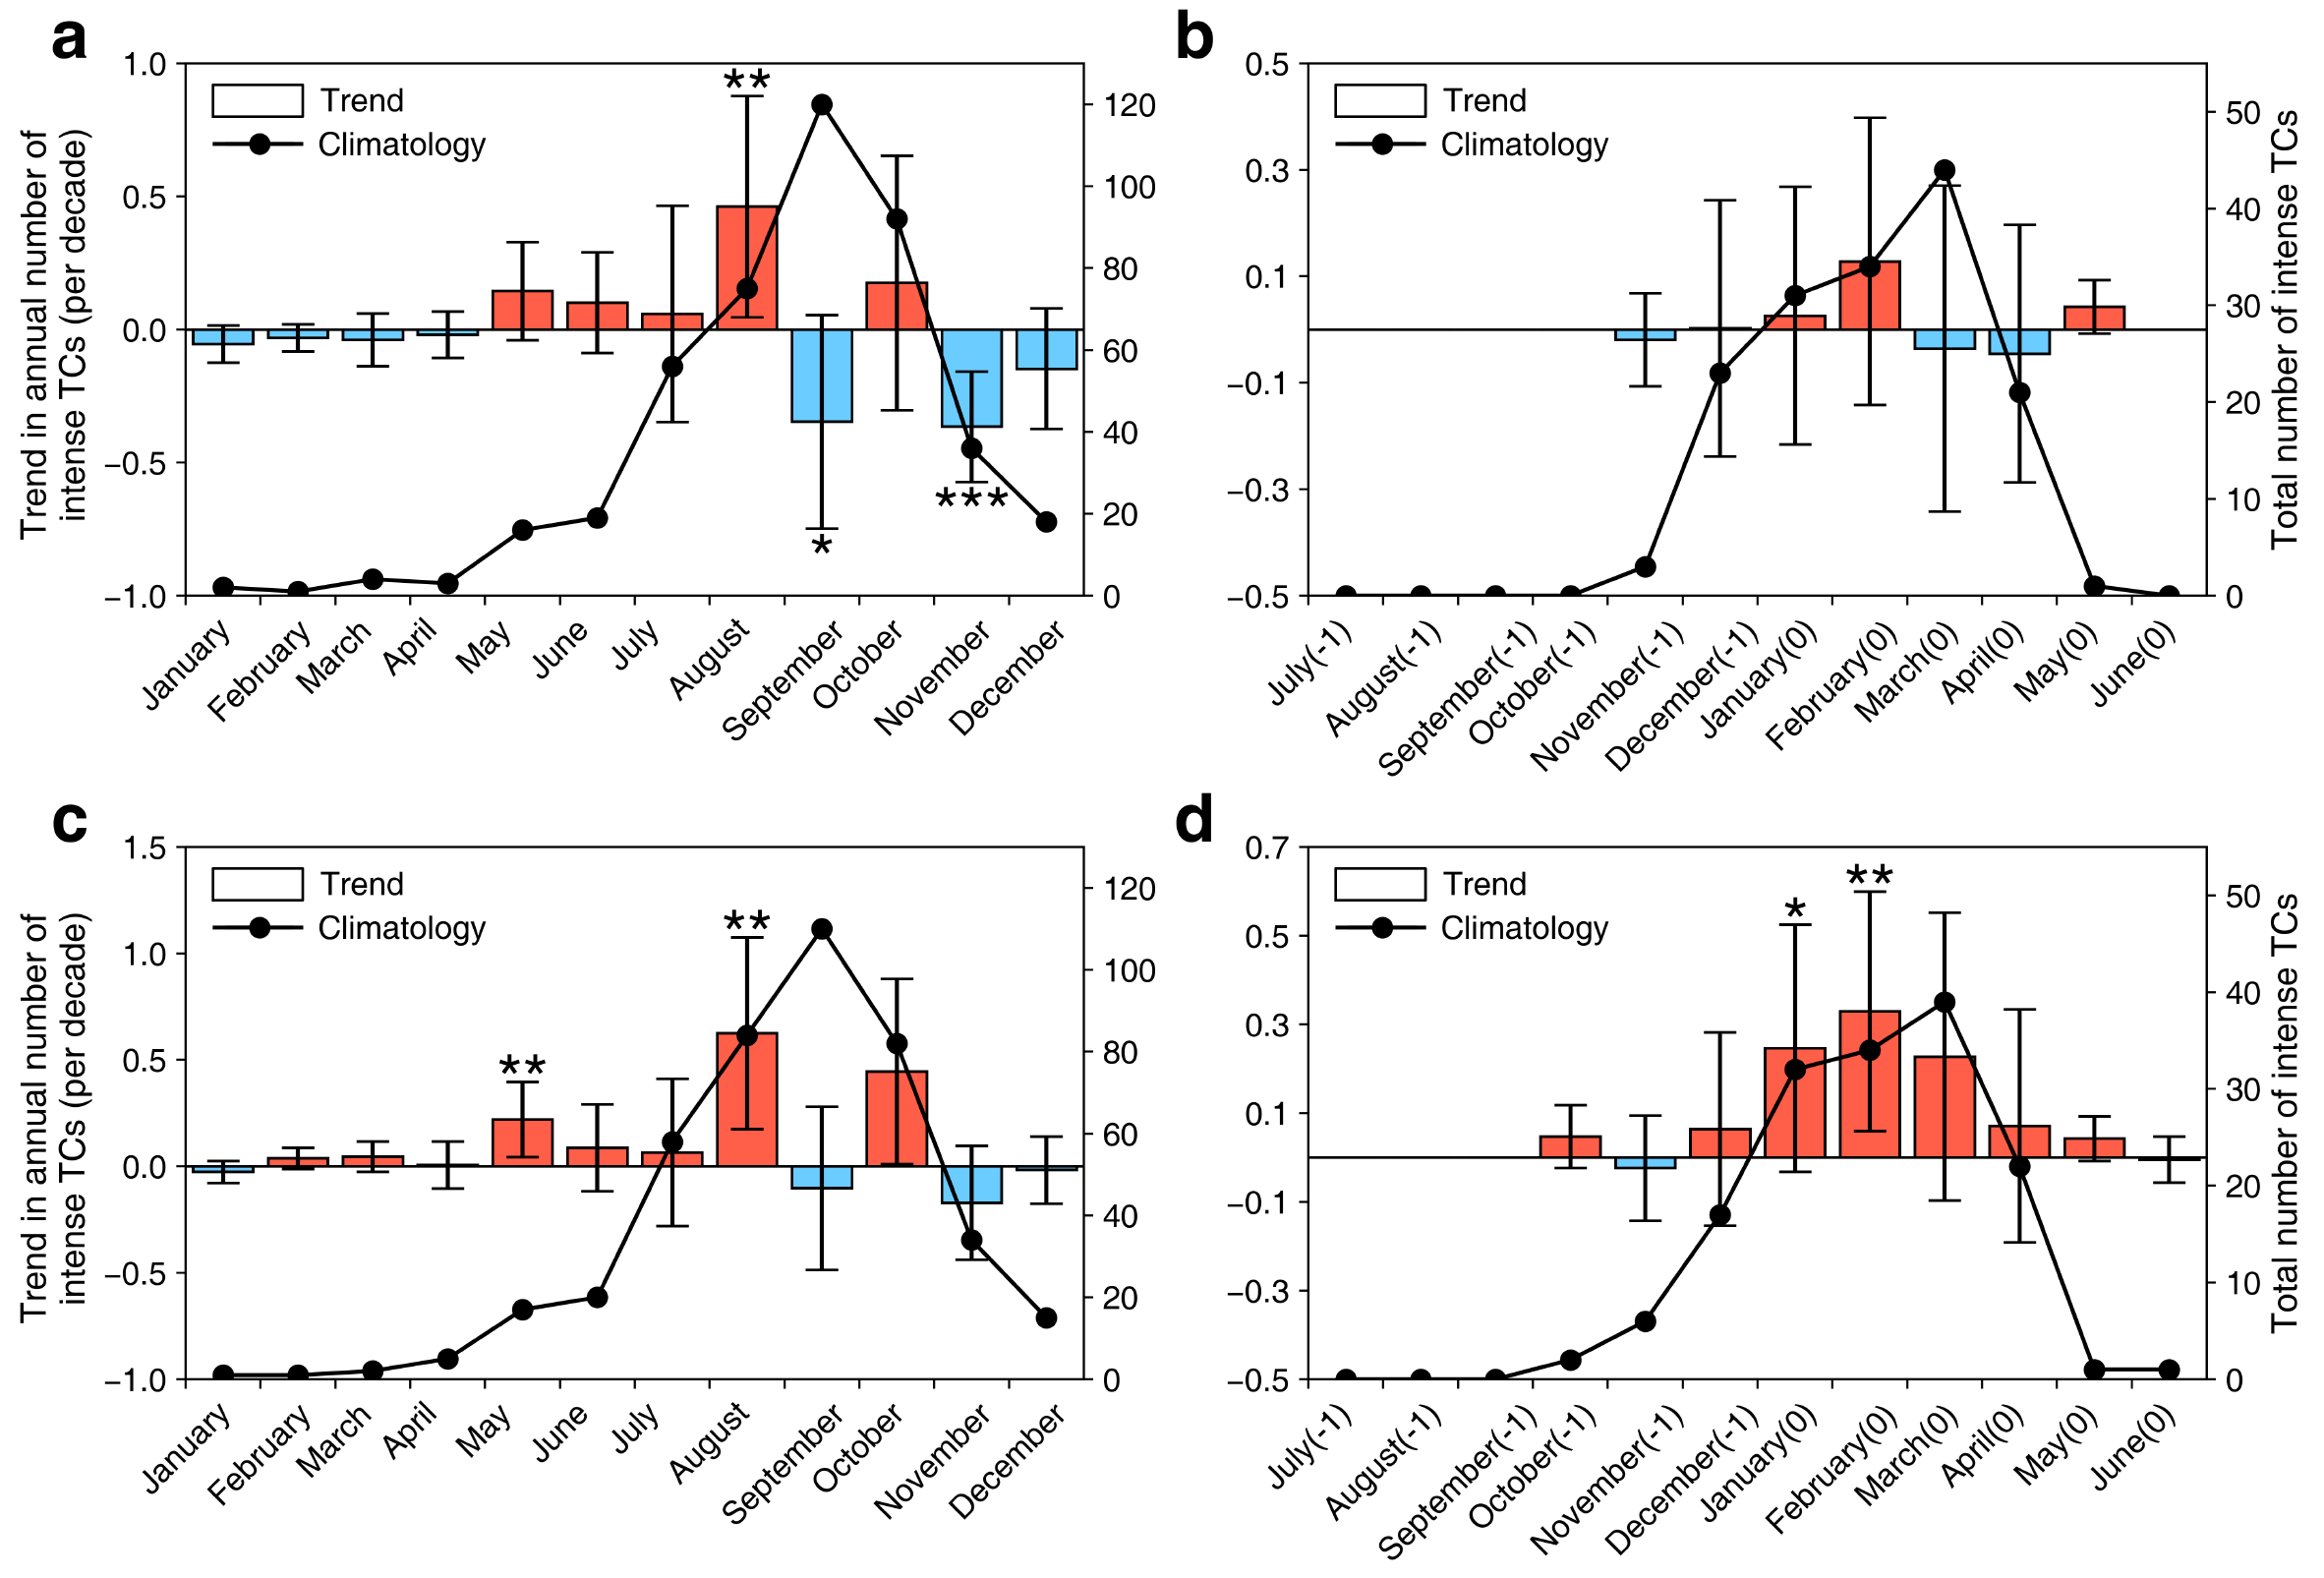 a
1.0
0.5
0.0
−0.5
−1.0
Trend in annual number of
intense TCs (per decade)
Trend
Climatology
**
*
***
120
100
80
60
40
20
0
January
February
March
April
May
June
July
August
September
October
November
December
b
0.5
0.3
0.1
−0.1
−0.3
−0.5
Trend
Climatology
50
40
30
20
10
0
Total number of intense TCs
July(-1)
August(-1)
September(-1)
October(-1)
November(-1)
December(-1)
January(0)
February(0)
March(0)
April(0)
May(0)
June(0)
c
1.5
1.0
0.5
0.0
−0.5
−1.0
Trend in annual number of
intense TCs (per decade)
Trend
Climatology
**
**
120
100
80
60
40
20
0
January
February
March
April
May
June
July
August
September
October
November
December
d
0.7
0.5
0.3
0.1
−0.1
−0.3
−0.5
Trend
Climatology
*
**
50
40
30
20
10
0
Total number of intense TCs
July(-1)
August(-1)
September(-1)
October(-1)
November(-1)
December(-1)
January(0)
February(0)
March(0)
April(0)
May(0)
June(0)